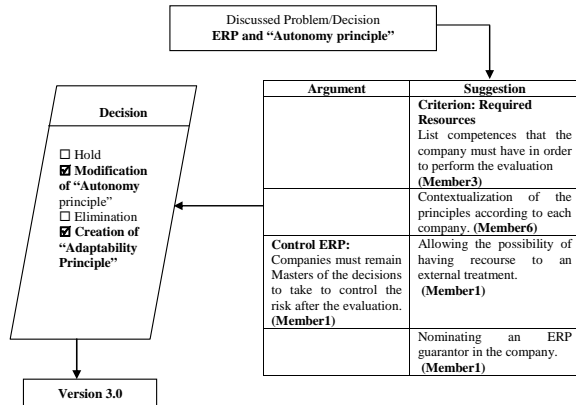 Discussed Problem/Decision
ERP and “Autonomy principle”
Argument
Suggestion
Criterion: Required
Resources
List competences that the
company must have in order
to perform the evaluation
(Member3)
Contextualization of the
principles according to each
company. (Member6)
Control ERP:
Companies must remain
Masters of the decisions
to take to control the
risk after the evaluation.
(Member1)
Allowing the possibility of
having recourse to an
external treatment.
(Member1)
Nominating an ERP
guarantor in the company.
(Member1)
Decision
☐ Hold
☑ Modification
of “Autonomy
principle”
☐ Elimination
☑ Creation of
“Adaptability
Principle”
Version 3.0